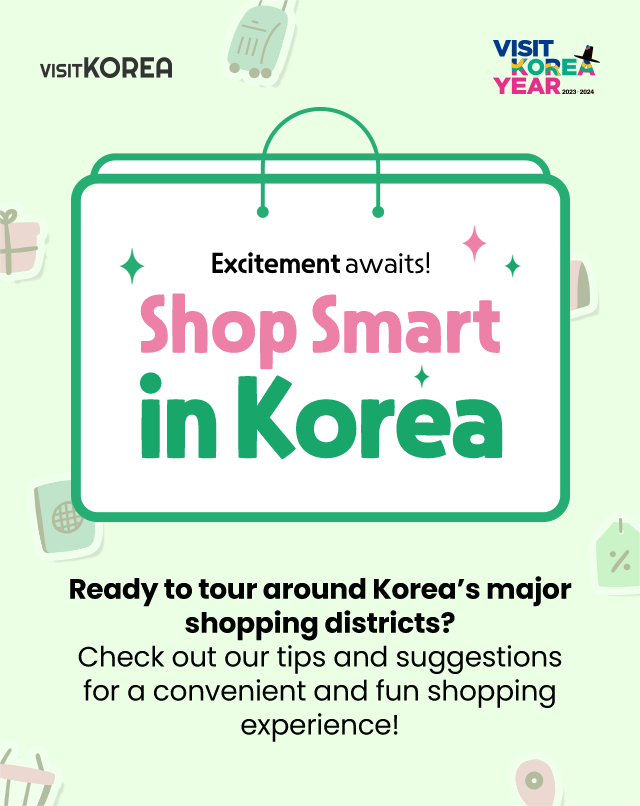 VISITKOREA
VISIT
KOREA
YEAR 2023-2024
Excitement awaits!
Shop Smart
in Korea
Ready to tour around Korea’s major
shopping districts?
Check out our tips and suggestions
for a convenient and fun shopping
experience!
%